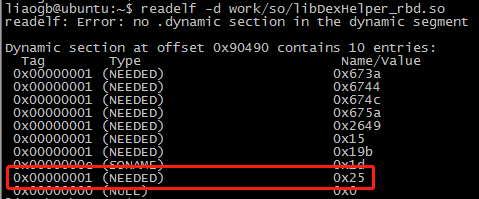 liaogb@ubuntu:~$ readelf -d work/so/libDexHelper_rbd.so
readelf: Error: no .dynamic section in the dynamic segment
Dynamic section at offset 0x90490 contains 10 entries:
Tag Type Name/Value
0x00000001 (NEEDED) 0x673a
0x00000001 (NEEDED) 0x6744
0x00000001 (NEEDED) 0x674c
0x00000001 (NEEDED) 0x675a
0x00000001 (NEEDED) 0x2649
0x00000001 (NEEDED) 0x15
0x00000001 (NEEDED) 0x19b
0x0000000e (SONAME) 0x1d
0x00000001 (NEEDED) 0x25
0x00000000 (NULL) 0x0